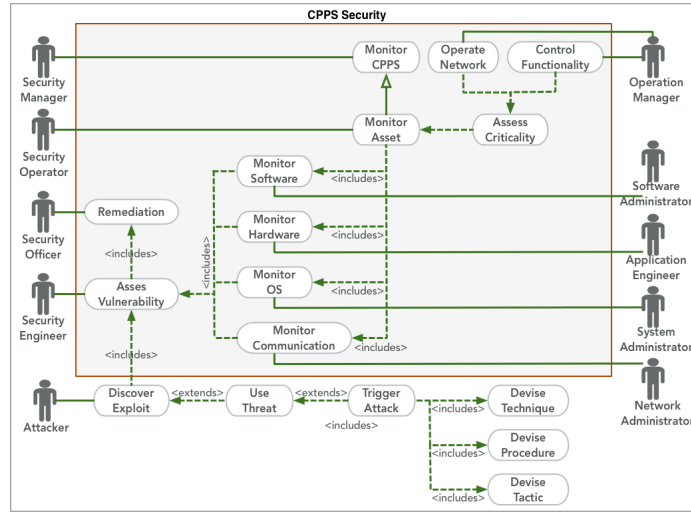 CPPS Security
Monitor
CPPS
Operate
Network
Control
Functionality
Security
Manager
Operation
Manager
Monitor
Asset
Assess
Criticality
Security
Operator
Monitor
Software
<includes>
Software
Administrator
Remediation
Security
Officer
Monitor
Hardware
<includes>
<includes>
<includes>
Application
Engineer
Asses
Vulnerability
Monitor
OS
<includes>
Security
Engineer
System
Administrator
Monitor
Communication
<includes>
<includes>
Discover
Exploit
<extends>
Use
Threat
<extends>
Trigger
Attack
<includes>
Devise
Technique
<includes>
Attacker
Network
Administrator
Devise
Procedure
<includes>
Devise
Tactic
<includes>